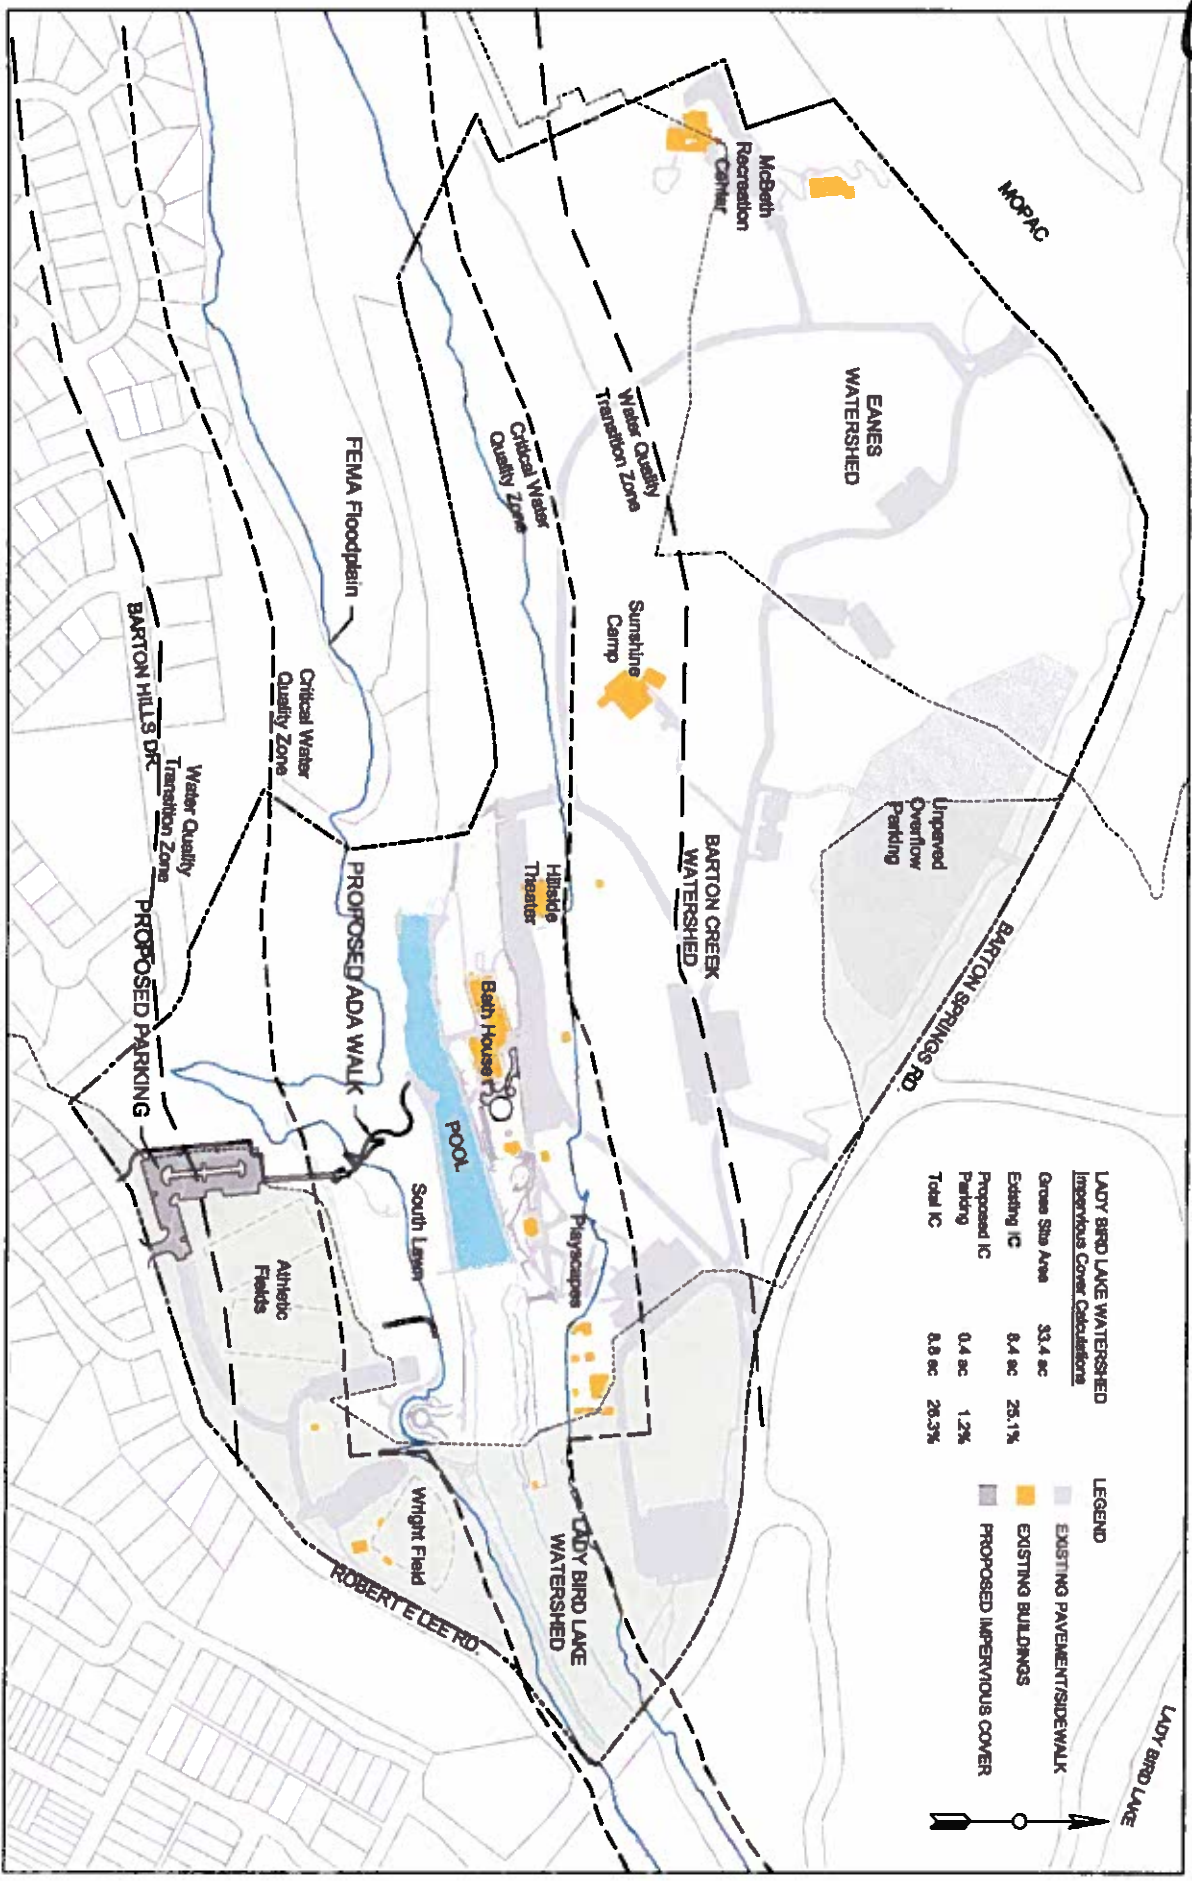 LADY BIRD LAKE
MOPAC
McBeth
Recreation
Center
EANES
WATERSHED
Water Quality
Transition Zone
Critical Water
Quality Zone
FEMA Floodplain
Sunshine
Camp
BARTON HILLS DR.
Critical Water
Quality Zone
Water Quality
Transition Zone
Unpaved
Overflow
Parking
BARTON CREEK
WATERSHED
Hillside
Theater
BARTON SPRINGS RD.
PROPOSED ADA WALK
PROPOSED PARKING
Bath House
POOL
South Lawn
Playscapes
Athletic
Fields
Wright Field
LADY BIRD LAKE
WATERSHED
ROBERT E LEE RD.
LADY BIRD LAKE WATERSHED
Impervious Cover Calculations
Gross Site Area 33.4 ac
Existing IC 8.4 ac 25.1%
Proposed IC
Parking 0.4 ac 1.2%
Total IC 8.8 ac 26.3%
LEGEND
EXISTING PAVEMENT/SIDEWALK
EXISTING BUILDINGS
PROPOSED IMPERVIOUS COVER